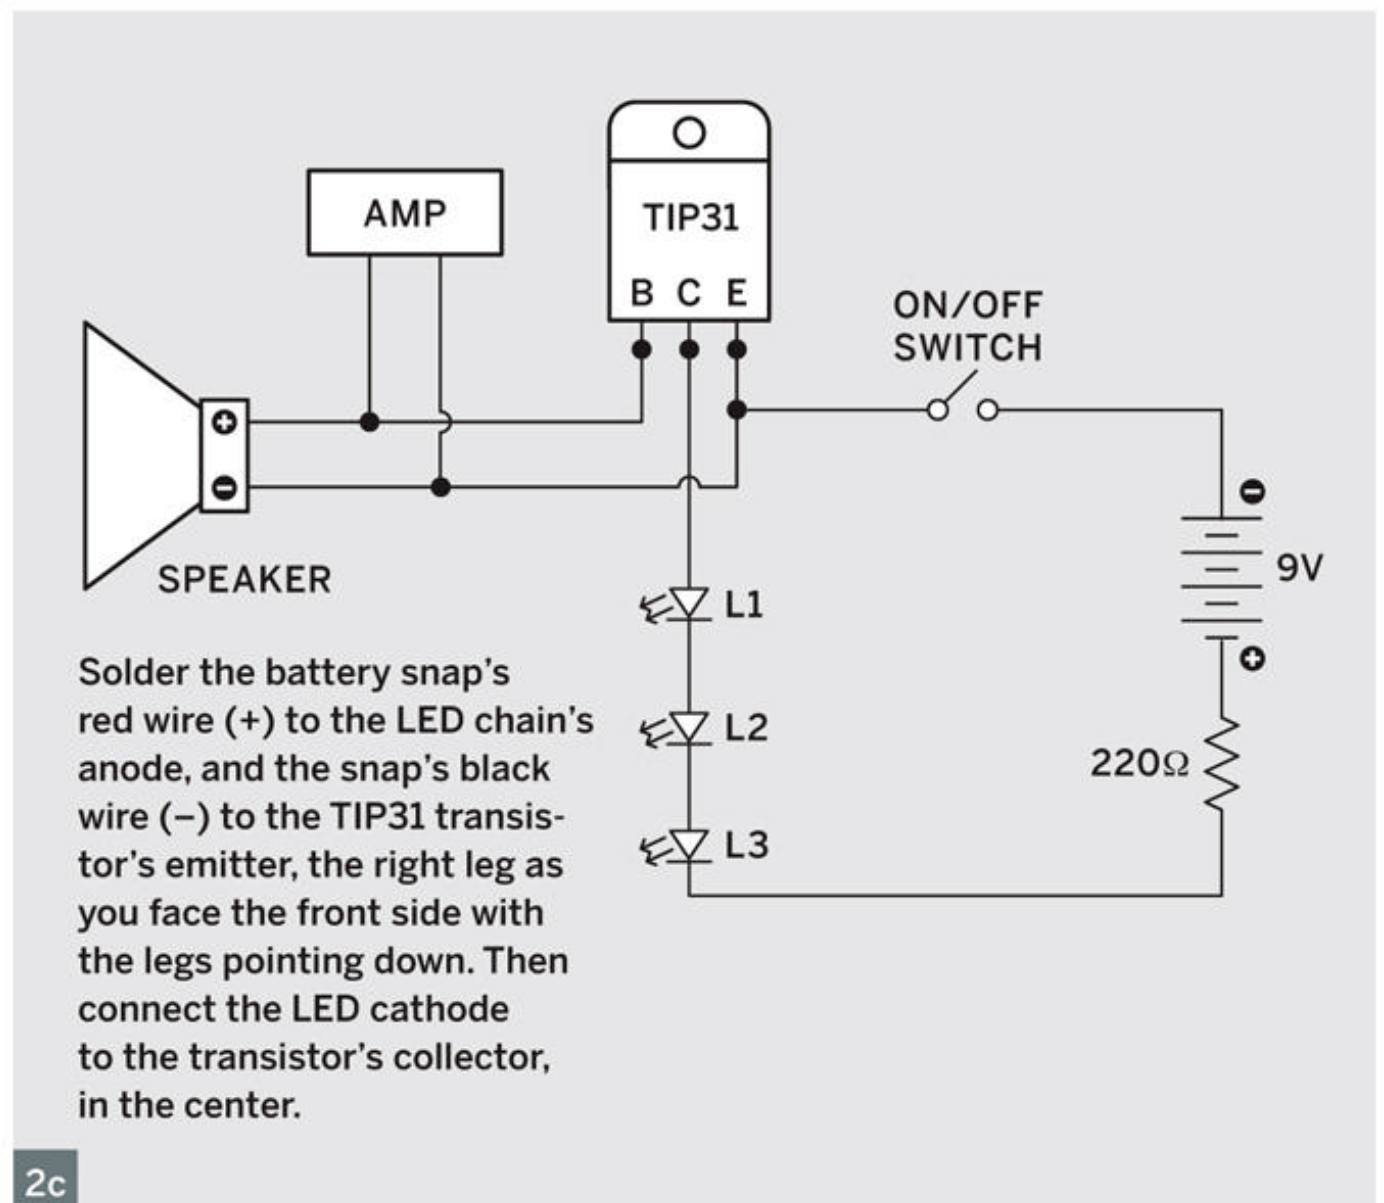 AMP
TIP31
B C E
ON/OFF
SWITCH
+
−
−
9V
SPEAKER
L1
+
Solder the battery snap’s
red wire (+) to the LED chain’s
anode, and the snap’s black
wire (–) to the TIP31 transis-
tor’s emitter, the right leg as
you face the front side with
the legs pointing down. Then
connect the LED cathode
to the transistor’s collector,
in the center.
L2
220Ω
L3
2c